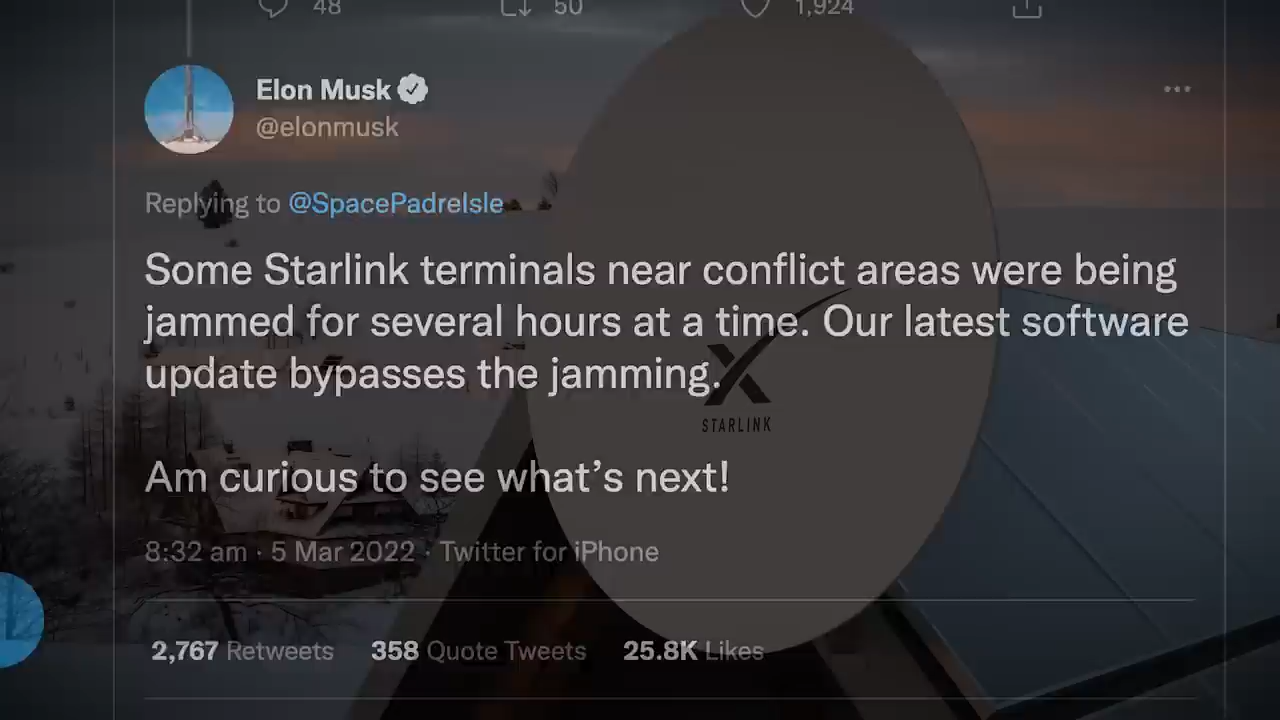 48 50 1,924
Elon Musk
@elonmusk
Replying to @SpacePadreIsle
Some Starlink terminals near conflict areas were being
jammed for several hours at a time. Our latest software
update bypasses the jamming.
STARLINK
Am curious to see what’s next!
8:32 am · 5 Mar 2022 · Twitter for iPhone
2,767 Retweets 358 Quote Tweets 25.8K Likes